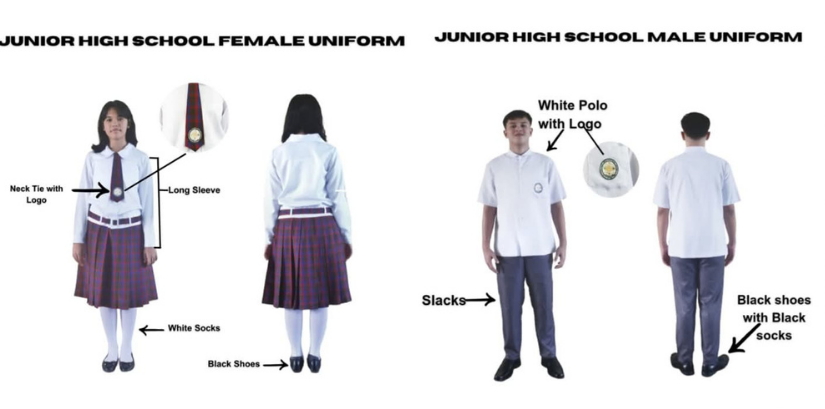 JUNIOR HIGH SCHOOL FEMALE UNIFORM
Neck Tie with
Logo
Long Sleeve
White Socks
Black Shoes
JUNIOR HIGH SCHOOL MALE UNIFORM
White Polo
with Logo
Slacks
Black shoes
with Black
socks